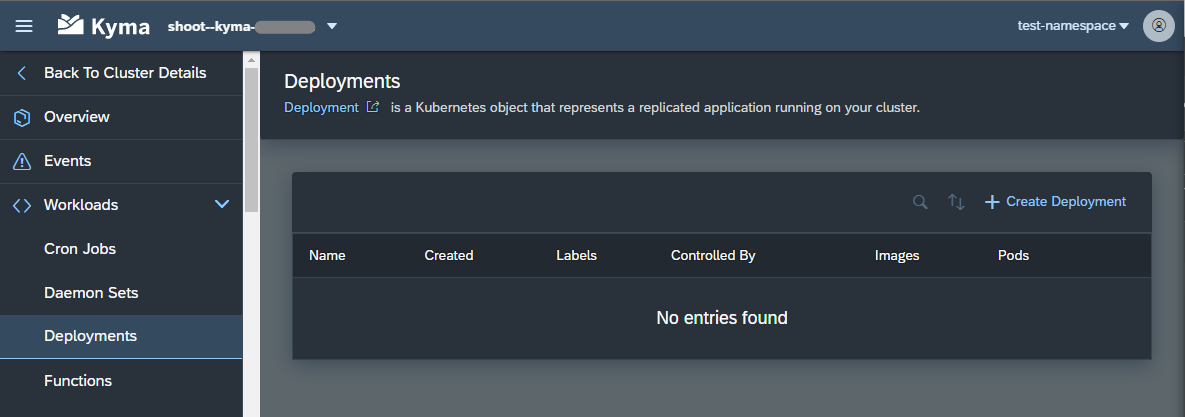 Kyma shoot--kyma- test-namespace
Back To Cluster Details
Overview
Events
Workloads
Cron Jobs
Daemon Sets
Deployments
Functions
Deployments
Deployment is a Kubernetes object that represents a replicated application running on your cluster.
Create Deployment
Name Created Labels Controlled By Images Pods
No entries found